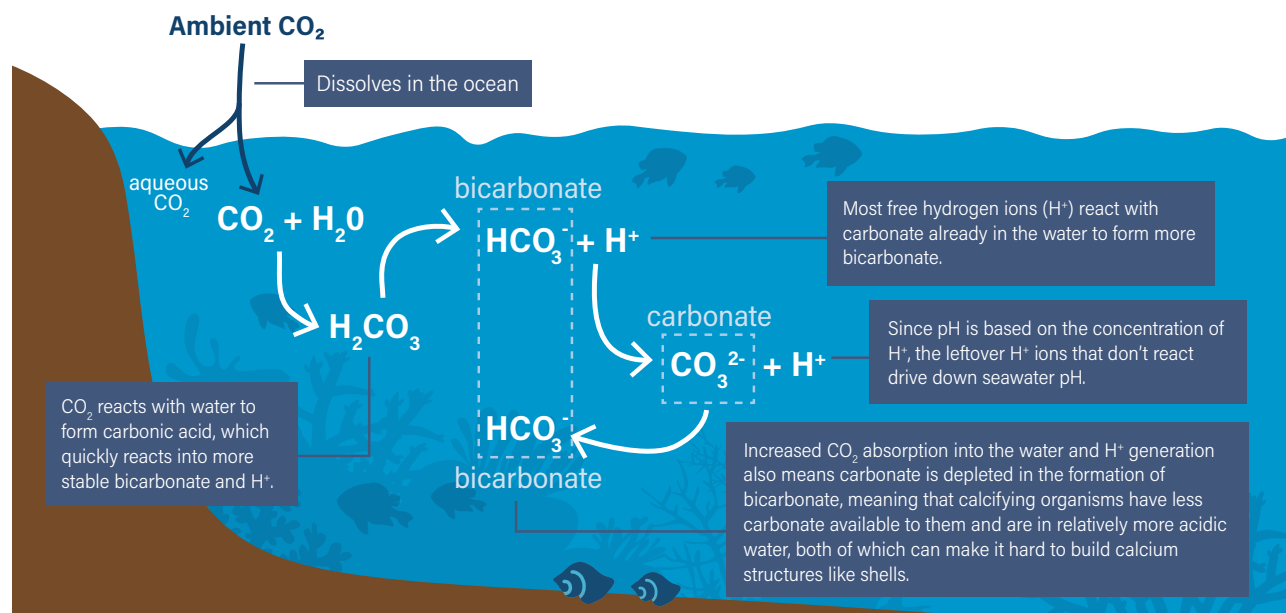 Ambient CO₂
Dissolves in the ocean
aqueous
CO₂
CO₂ + H₂0
H₂CO₃
CO₂ reacts with water to
form carbonic acid, which
quickly reacts into more
stable bicarbonate and H⁺.
bicarbonate
HCO₃⁻ + H⁺
Most free hydrogen ions (H⁺) react with
carbonate already in the water to form more
bicarbonate.
carbonate
CO₃²⁻ + H⁺
Since pH is based on the concentration of
H⁺, the leftover H⁺ ions that don’t react
drive down seawater pH.
HCO₃⁻
bicarbonate
Increased CO₂ absorption into the water and H⁺ generation
also means carbonate is depleted in the formation of
bicarbonate, meaning that calcifying organisms have less
carbonate available to them and are in relatively more acidic
water, both of which can make it hard to build calcium
structures like shells.